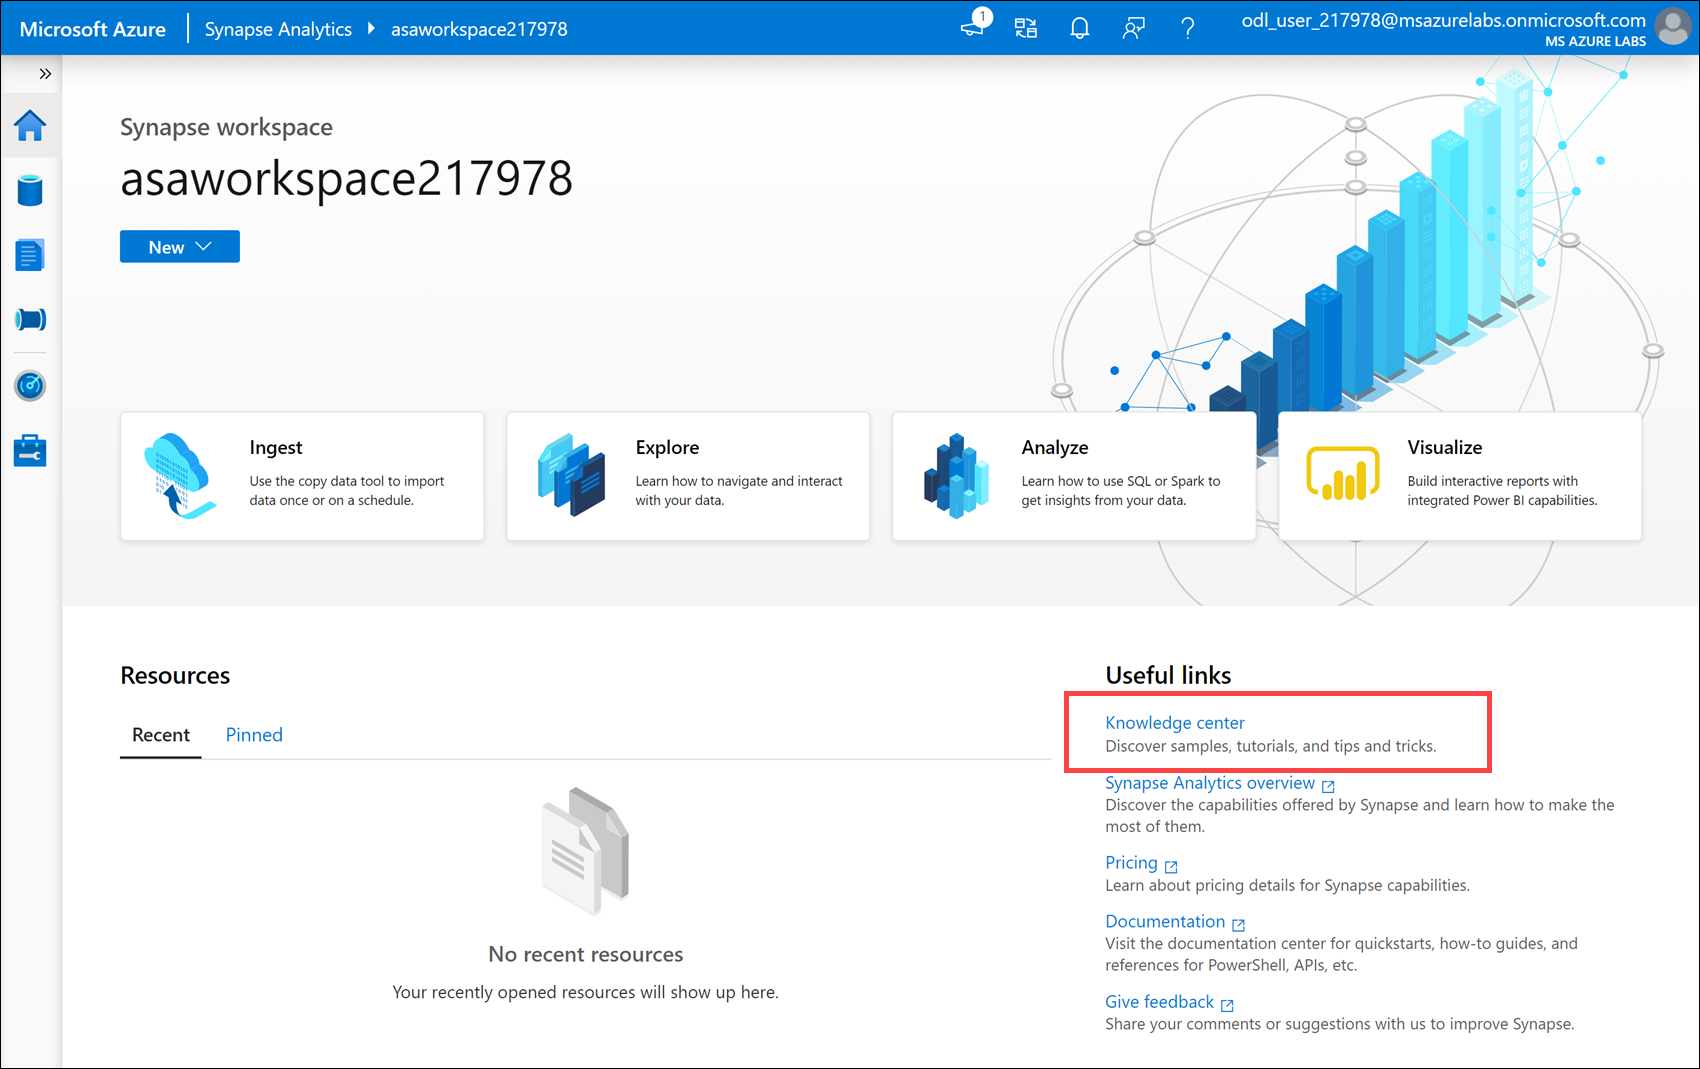 Microsoft Azure
Synapse Analytics
asaworkspace217978
1
?
odl_user_217978@msazurelabs.onmicrosoft.com
MS AZURE LABS
Synapse workspace
asaworkspace217978
New
Ingest
Use the copy data tool to import
data once or on a schedule.
Explore
Learn how to navigate and interact
with your data.
Analyze
Learn how to use SQL or Spark to
get insights from your data.
Visualize
Build interactive reports with
integrated Power BI capabilities.
Resources
Recent
Pinned
No recent resources
Your recently opened resources will show up here.
Useful links
Knowledge center
Discover samples, tutorials, and tips and tricks.
Synapse Analytics overview
Discover the capabilities offered by Synapse and learn how to make the
most of them.
Pricing
Learn about pricing details for Synapse capabilities.
Documentation
Visit the documentation center for quickstarts, how-to guides, and
references for PowerShell, APIs, etc.
Give feedback
Share your comments or suggestions with us to improve Synapse.